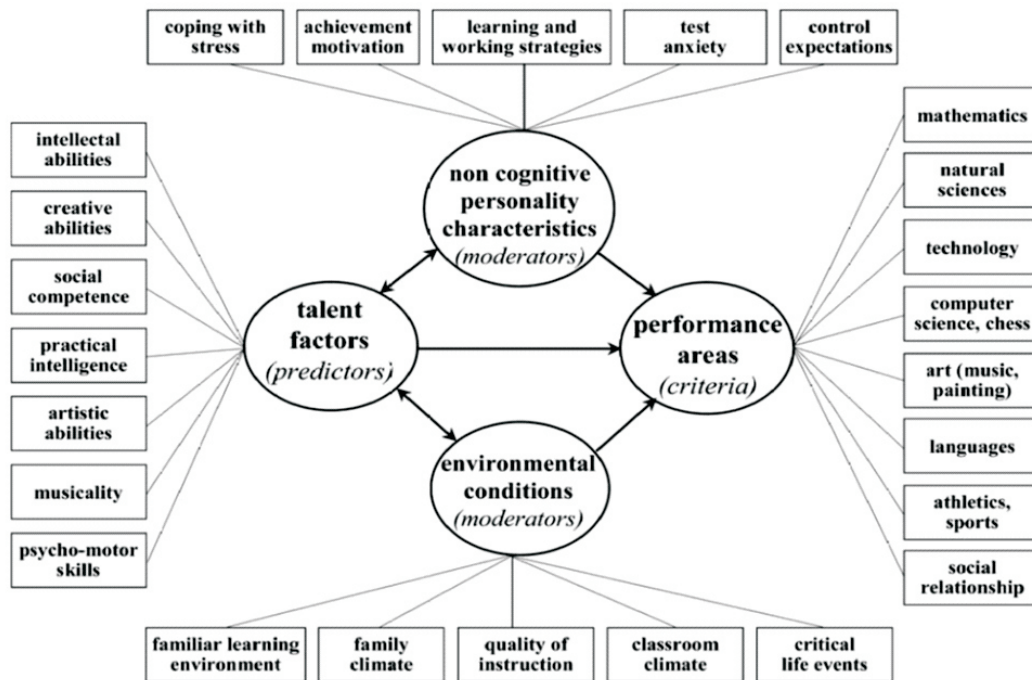 coping with
stress
achievement
motivation
learning and
working strategies
test
anxiety
control
expectations
intellectal
abilities
creative
abilities
social
competence
practical
intelligence
artistic
abilities
musicality
psycho-motor
skills
non cognitive
personality
characteristics
(moderators)
talent
factors
(predictors)
performance
areas
(criteria)
environmental
conditions
(moderators)
mathematics
natural
sciences
technology
computer
science, chess
art (music,
painting)
languages
athletics,
sports
social
relationship
familiar learning
environment
family
climate
quality of
instruction
classroom
climate
critical
life events